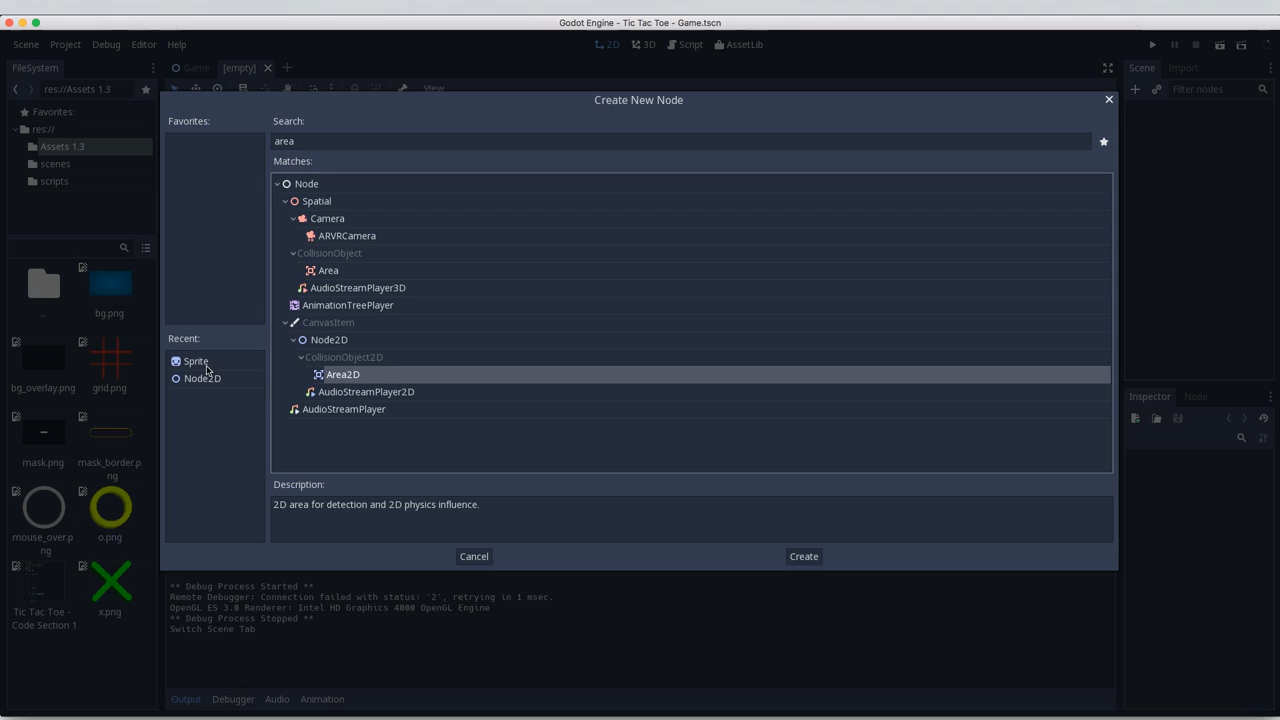 Godot Engine - Tic Tac Toe - Game.tscn
Scene Project Debug Editor Help
2D 3D Script AssetLib
FileSystem
Game [empty]
Scene Import
res://Assets 1.3
View
Filter nodes
Create New Node
Favorites:
res://
Assets 1.3
scenes
scripts
Favorites:
Search:
area
Matches:
Node
Spatial
Camera
ARVRCamera
CollisionObject
Area
AudioStreamPlayer3D
AnimationTreePlayer
CanvasItem
Node2D
CollisionObject2D
Area2D
AudioStreamPlayer2D
AudioStreamPlayer
Recent:
Sprite
Node2D
Description:
2D area for detection and 2D physics influence.
Cancel Create
..
bg.png
bg_overlay.png
grid.png
mask.png
mask_border.p
ng
mouse_over.p
ng
o.png
Tic Tac Toe -
Code Section 1
x.png
** Debug Process Started **
Remote Debugger: Connection failed with status: '2', retrying in 1 msec.
OpenGL ES 3.0 Renderer: Intel HD Graphics 4000 OpenGL Engine
** Debug Process Stopped **
Switch Scene Tab
Output Debugger Audio Animation
Inspector Node